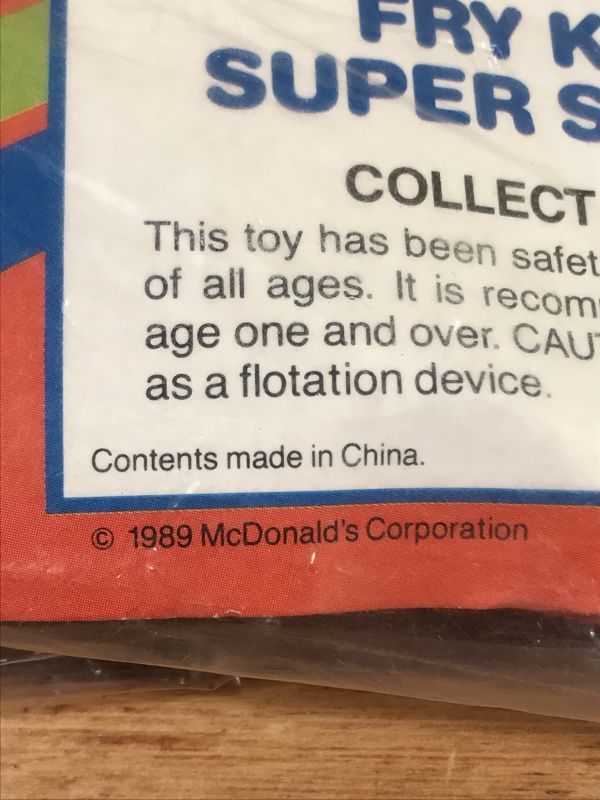 FRY K
SUPER S
COLLECT
This toy has been safet
of all ages. It is recom
age one and over. CAUT
as a flotation device.
Contents made in China.
© 1989 McDonald's Corporation